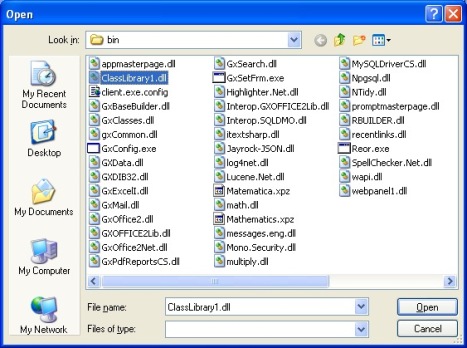 Open
Look in: bin
My Recent Documents
Desktop
My Documents
My Computer
My Network
appmasterpage.dll
ClassLibrary1.dll
client.exe.config
GxBaseBuilder.dll
GxClasses.dll
gxCommon.dll
GxConfig.exe
GXData.dll
GXDIB32.dll
GxExcelI.dll
GxMail.dll
GxOffice2.dll
GXOFFICE2Lib.dll
GxOffice2Net.dll
GxPdfReportsCS.dll
GxSearch.dll
GxSetFrm.exe
Highlighter.Net.dll
Interop.GXOFFICE2Lib.dll
Interop.SQLDMO.dll
itextsharp.dll
Jayrock-JSON.dll
log4net.dll
Lucene.Net.dll
Matematica.xpz
math.dll
Mathematics.xpz
messages.eng.dll
Mono.Security.dll
multiply.dll
MySQLDriverCS.dll
Npgsql.dll
NTidy.dll
promptmasterpage.dll
RBUILDER.dll
recentlinks.dll
Reor.exe
SpellChecker.Net.dll
wapi.dll
webpanel1.dll
File name: ClassLibrary1.dll
Open
Files of type:
Cancel